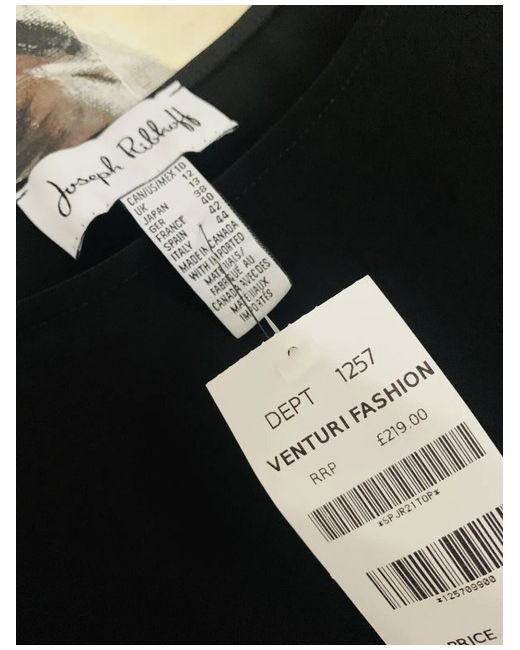 Joseph Ribkoff
CAN/US/MEX 10
UK 12
JAPAN 13
GER 38
FRANCE 40
SPAIN 42
ITALY 44
MADE IN CANADA
WITH IMPORTED
MATERIALS/
FABRIQUÉ AU
CANADA AVEC DES
MATÉRIAUX
IMPORTÉS
DEPT 1257
VENTURI FASHION
RRP £219.00
*SPJR21TOP*
*125709900
PRICE